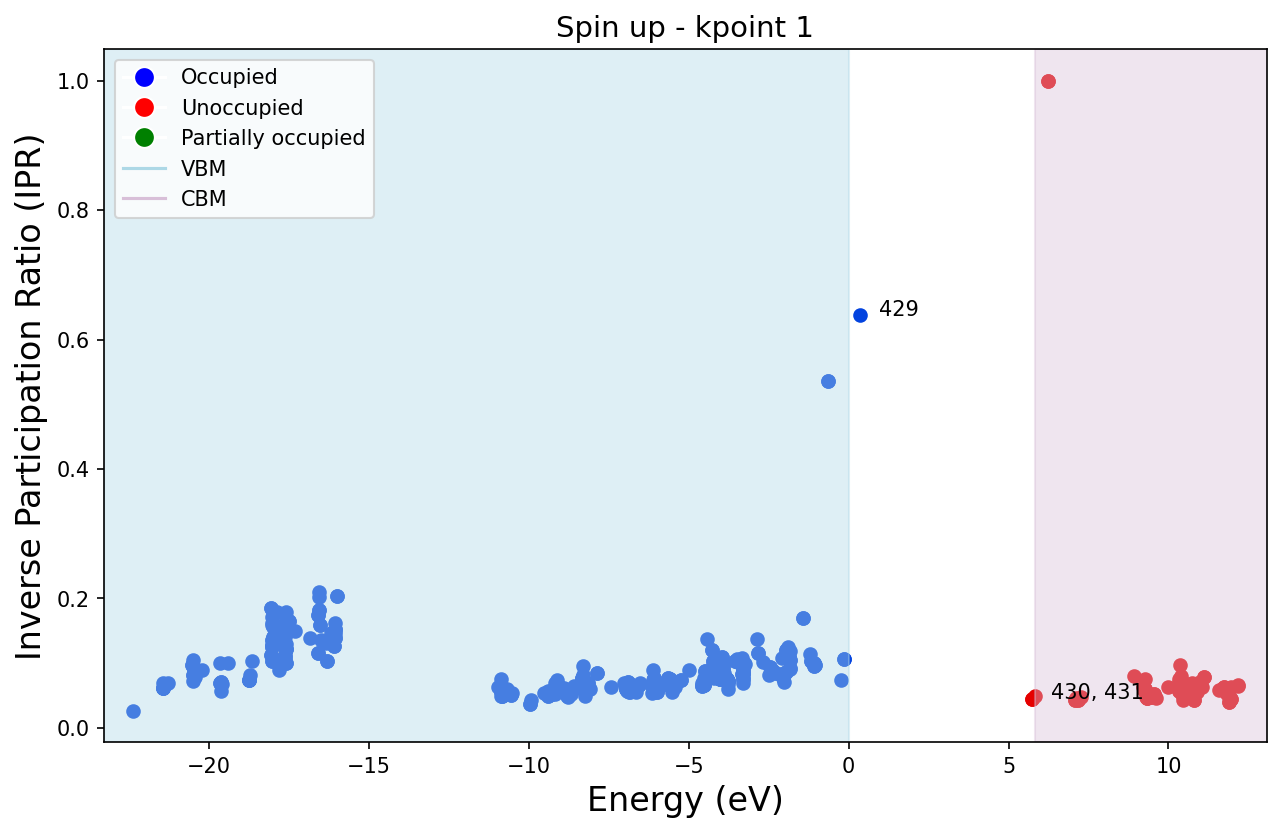 Spin up - kpoint 1
Inverse Participation Ratio (IPR)
1.0
0.8
0.6
0.4
0.2
0.0
Occupied
Unoccupied
Partially occupied
VBM
CBM
429
430, 431
−20
−15
−10
−5
0
5
10
Energy (eV)